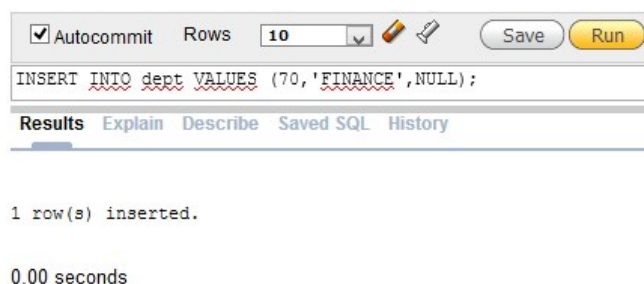 Autocommit Rows 10 Save Run
INSERT INTO dept VALUES (70,'FINANCE',NULL);
Results Explain Describe Saved SQL History
1 row(s) inserted.
0.00 seconds